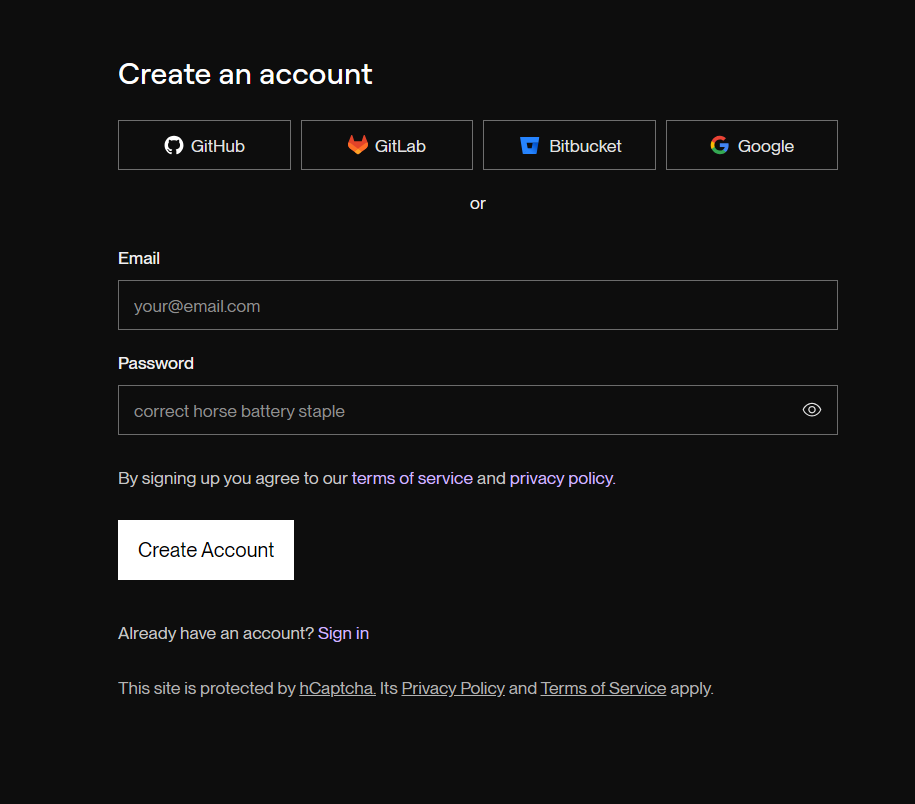 Create an account
GitHub GitLab Bitbucket Google
or
Email
your@email.com
Password
correct horse battery staple
By signing up you agree to our terms of service and privacy policy.
Create Account
Already have an account? Sign in
This site is protected by hCaptcha. Its Privacy Policy and Terms of Service apply.